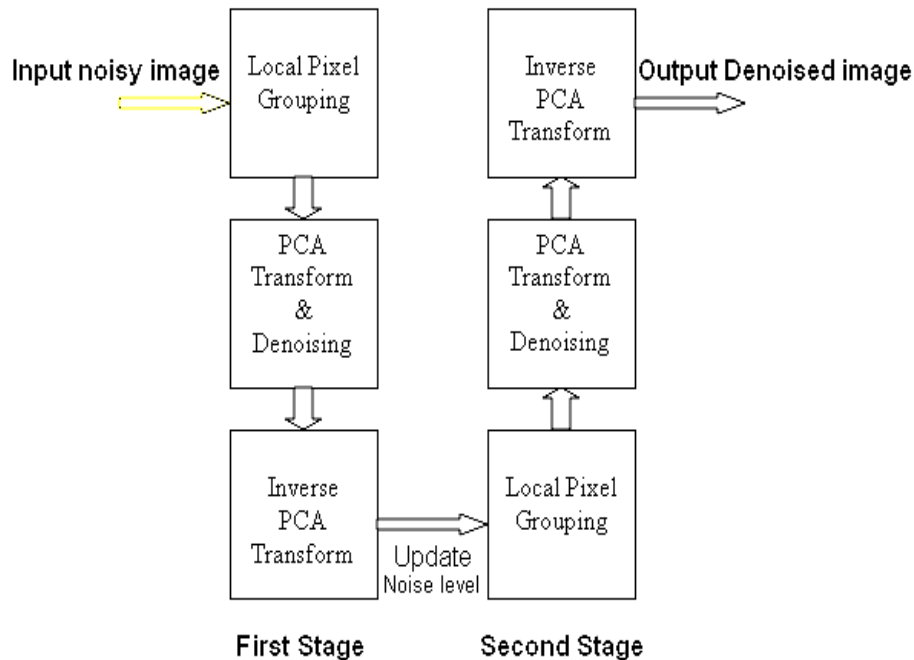 Input noisy image
Local Pixel
Grouping
PCA
Transform
&
Denoising
Inverse
PCA
Transform
Update
Noise level
Local Pixel
Grouping
PCA
Transform
&
Denoising
Inverse
PCA
Transform
Output Denoised image
First Stage
Second Stage